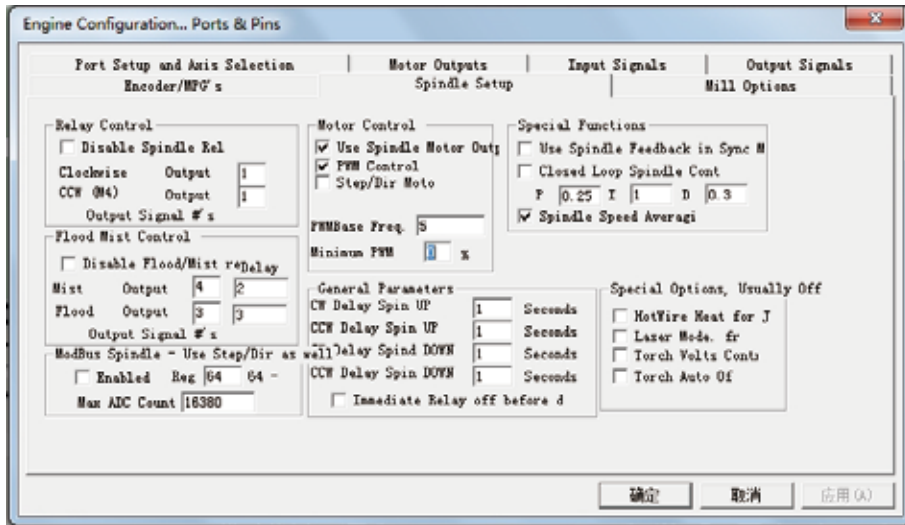 Engine Configuration... Ports & Pins
Port Setup and Axis Selection
Motor Outputs
Input Signals
Output Signals
Encoder/MPG's
Spindle Setup
Mill Options
Relay Control
Disable Spindle Rel
Clockwise Output 1
CCW (M4) Output 1
Output Signal #'s
Flood Mist Control
Disable Flood/Mist re Delay
Mist Output 4 2
Flood Output 3 3
Output Signal #'s
ModBus Spindle - Use Step/Dir as well
Enabled Reg 64 64 -
Max ADC Count 16380
Motor Control
Use Spindle Motor Outp
PWM Control
Step/Dir Moto
PWMBase Freq. 5
Minimum PWM 0 %
General Parameters
CW Delay Spin UP 1 Seconds
CCW Delay Spin UP 1 Seconds
Delay Spind DOWN 1 Seconds
CCW Delay Spin DOWN 1 Seconds
Immediate Relay off before d
Special Functions
Use Spindle Feedback in Sync M
Closed Loop Spindle Cont
P 0.25 I 1 D 0.3
Spindle Speed Averagi
Special Options, Usually Off
HotWire Heat for J
Laser Mode. fr
Torch Volts Cont
Torch Auto Of
确定
取消
应用(A)